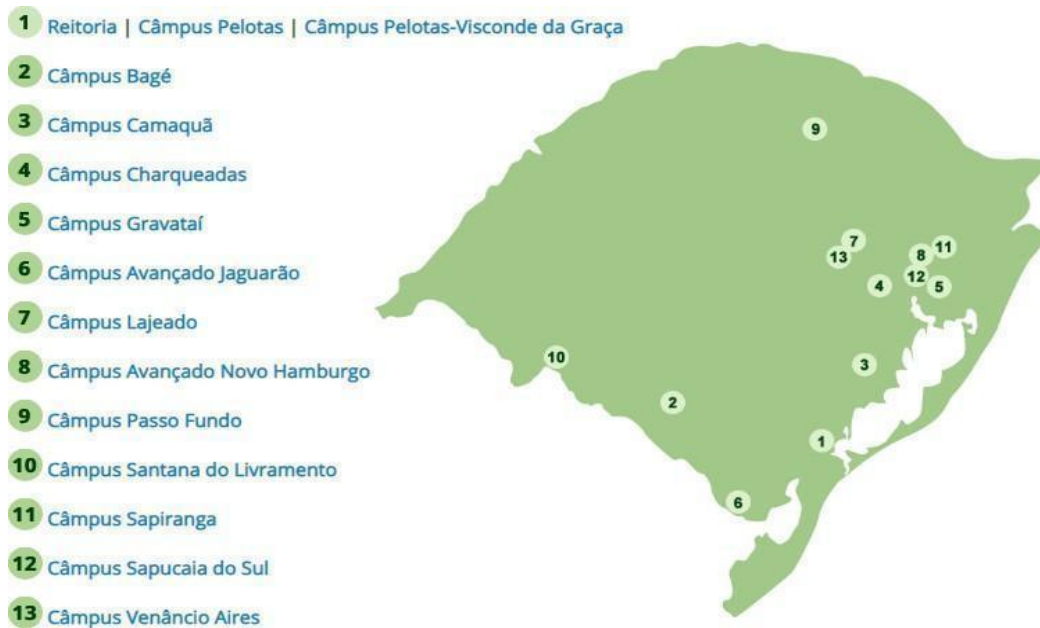 1 Reitoria | Câmpus Pelotas | Câmpus Pelotas-Visconde da Graça
2 Câmpus Bagé
3 Câmpus Camaquã
4 Câmpus Charqueadas
5 Câmpus Gravataí
6 Câmpus Avançado Jaguarão
7 Câmpus Lajeado
8 Câmpus Avançado Novo Hamburgo
9 Câmpus Passo Fundo
10 Câmpus Santana do Livramento
11 Câmpus Sapiranga
12 Câmpus Sapucaia do Sul
13 Câmpus Venâncio Aires
9
7
11
13
8
12
4
5
10
3
2
1
6